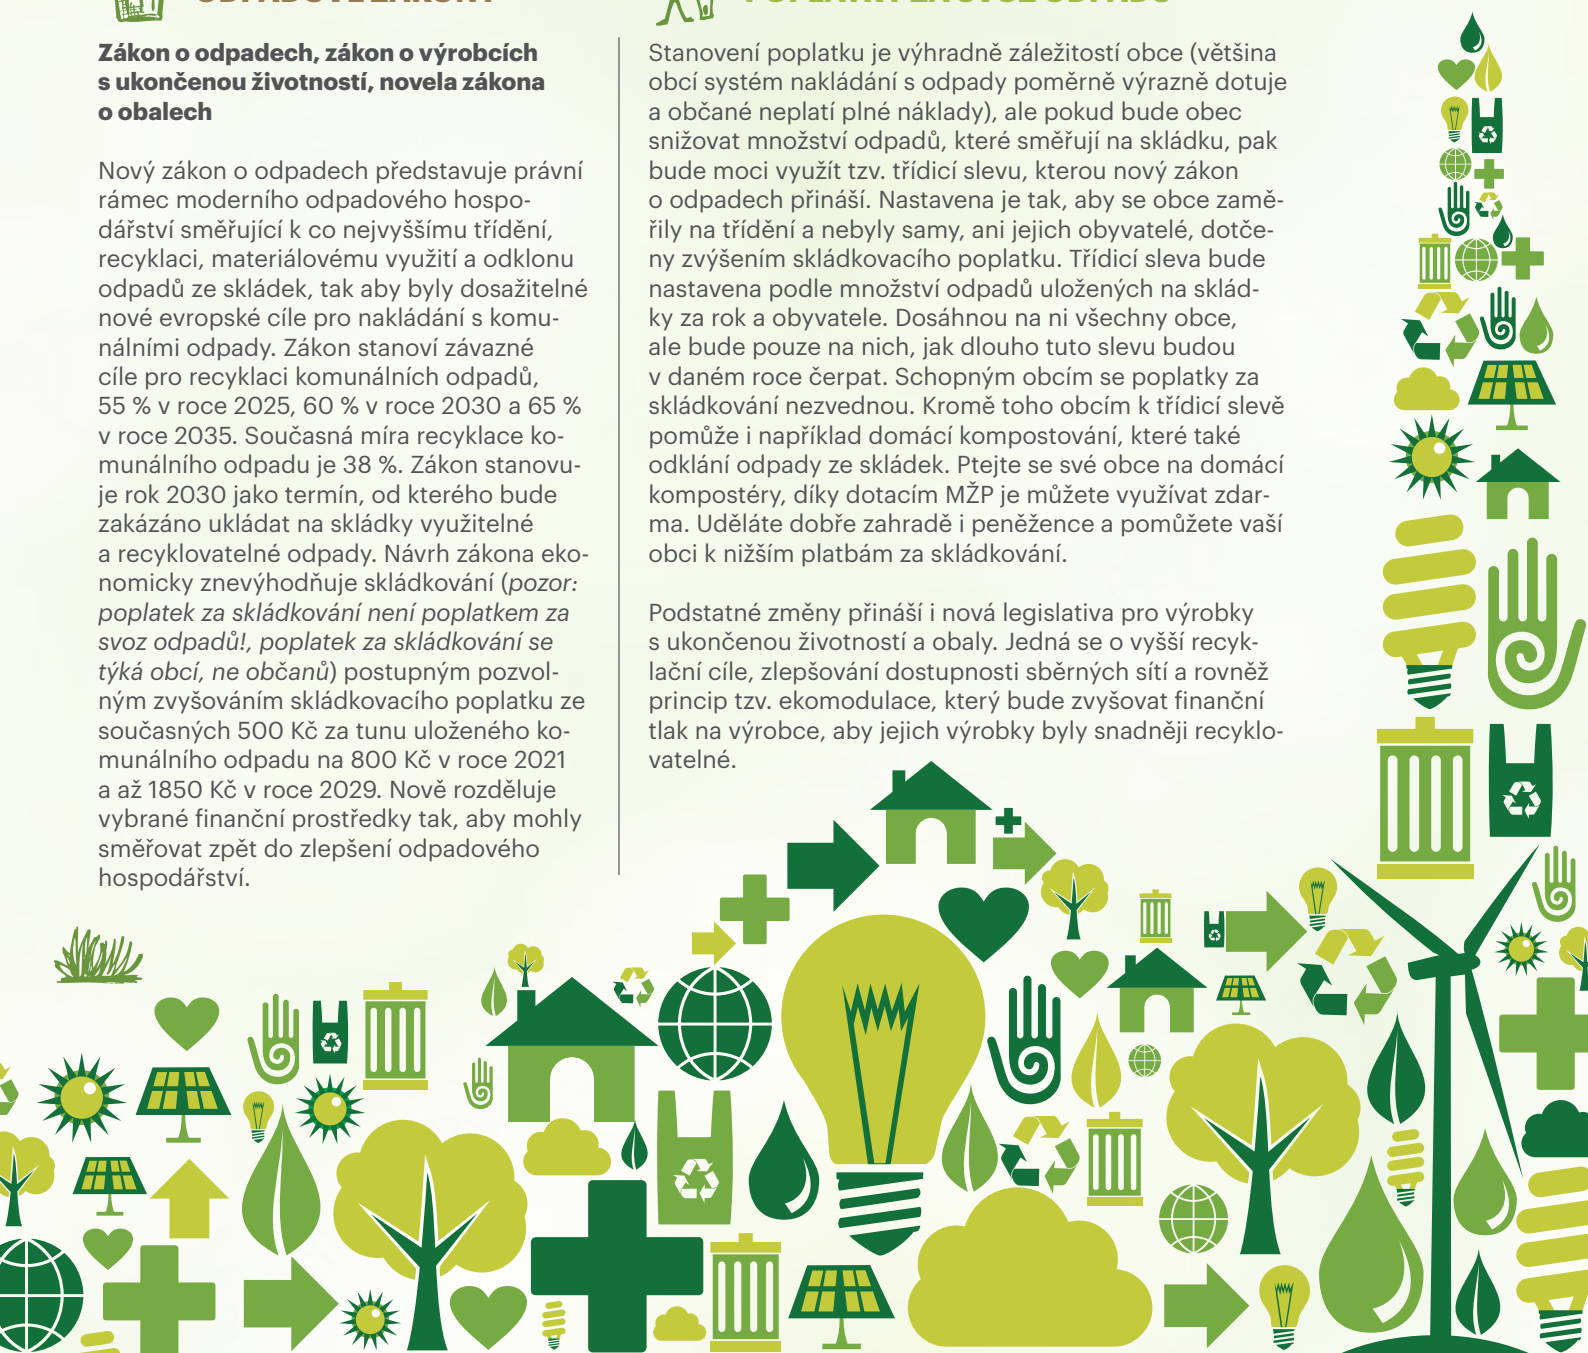 Zákon o odpadech, zákon o výrobcích
s ukončenou životností, novela zákona
o obalech
Nový zákon o odpadech představuje právní
rámec moderního odpadového hospo-
dářství směřující k co nejvyššímu třídění,
recyklaci, materiálovému využití a odklonu
odpadů ze skládek, tak aby byly dosažitelné
nové evropské cíle pro nakládání s komu-
nálními odpady. Zákon stanoví závazné
cíle pro recyklaci komunálních odpadů,
55 % v roce 2025, 60 % v roce 2030 a 65 %
v roce 2035. Současná míra recyklace ko-
munálního odpadu je 38 %. Zákon stanovu-
je rok 2030 jako termín, od kterého bude
zakázáno ukládat na skládky využitelné
a recyklovatelné odpady. Návrh zákona eko-
nomicky znevýhodňuje skládkování (pozor:
poplatek za skládkování není poplatkem za
svoz odpadů!, poplatek za skládkování se
týká obcí, ne občanů) postupným pozvol-
ným zvyšováním skládkovacího poplatku ze
současných 500 Kč za tunu uloženého ko-
munálního odpadu na 800 Kč v roce 2021
a až 1850 Kč v roce 2029. Nově rozděluje
vybrané finanční prostředky tak, aby mohly
směřovat zpět do zlepšení odpadového
hospodářství.
Stanovení poplatku je výhradně záležitostí obce (většina
obcí systém nakládání s odpady poměrně výrazně dotuje
a občané neplatí plné náklady), ale pokud bude obec
snižovat množství odpadů, které směřují na skládku, pak
bude moci využít tzv. třídicí slevu, kterou nový zákon
o odpadech přináší. Nastavena je tak, aby se obce zamě-
řily na třídění a nebyly samy, ani jejich obyvatelé, dotče-
ny zvýšením skládkovacího poplatku. Třídicí sleva bude
nastavena podle množství odpadů uložených na sklád-
ky za rok a obyvatele. Dosáhnou na ni všechny obce,
ale bude pouze na nich, jak dlouho tuto slevu budou
v daném roce čerpat. Schopným obcím se poplatky za
skládkování nezvednou. Kromě toho obcím k třídicí slevě
pomůže i například domácí kompostování, které také
odklání odpady ze skládek. Ptejte se své obce na domácí
kompostéry, díky dotacím MŽP je můžete využívat zdar-
ma. Uděláte dobře zahradě i peněžence a pomůžete vaší
obci k nižším platbám za skládkování.
Podstatné změny přináší i nová legislativa pro výrobky
s ukončenou životností a obaly. Jedná se o vyšší recyk-
lační cíle, zlepšování dostupnosti sběrných sítí a rovněž
princip tzv. ekomodulace, který bude zvyšovat finanční
tlak na výrobce, aby jejich výrobky byly snadněji recyklo-
vatelné.